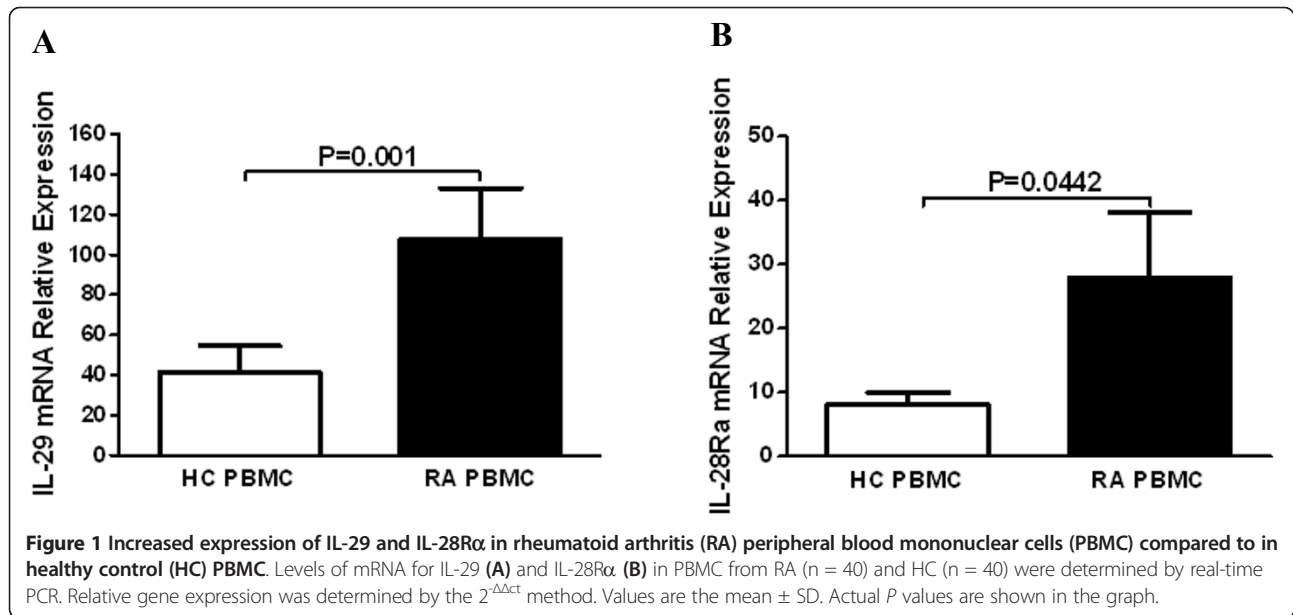 A
IL-29 mRNA Relative Expression
160
140
120
100
80
60
40
20
0
P=0.001
HC PBMC
RA PBMC
B
IL-28Ra mRNA Relative Expression
50
40
30
20
10
0
P=0.0442
HC PBMC
RA PBMC
Figure 1 Increased expression of IL-29 and IL-28Rα in rheumatoid arthritis (RA) peripheral blood mononuclear cells (PBMC) compared to in
healthy control (HC) PBMC. Levels of mRNA for IL-29 (A) and IL-28Rα (B) in PBMC from RA (n = 40) and HC (n = 40) were determined by real-time
PCR. Relative gene expression was determined by the 2-ΔΔct method. Values are the mean ± SD. Actual P values are shown in the graph.